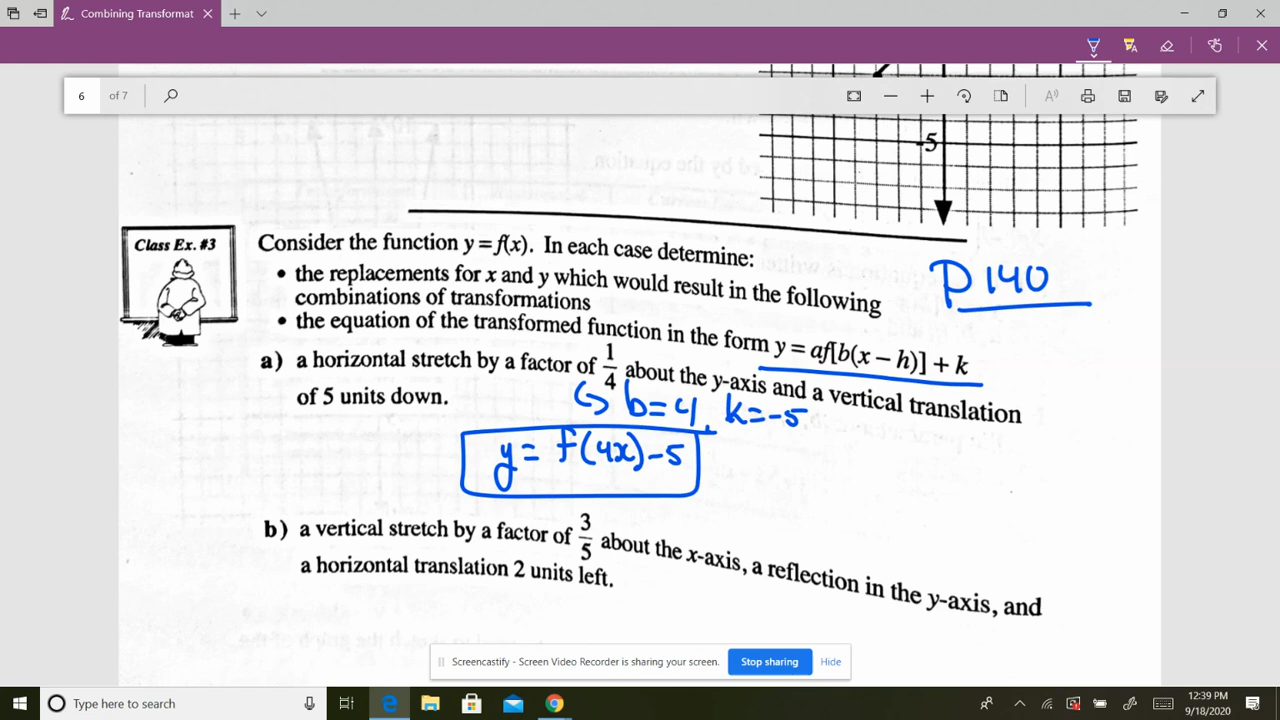 Combining Transformat
6 of 7
-5
Class Ex. #3
Consider the function y = f(x). In each case determine:
• the replacements for x and y which would result in the following
combinations of transformations
• the equation of the transformed function in the form y = af[b(x – h)] + k
P 140
a) a horizontal stretch by a factor of 1/4 about the y-axis and a vertical translation
of 5 units down.
b=4, k=-5
y = f(4x)-5
b) a vertical stretch by a factor of 3/5 about the x-axis, a reflection in the y-axis, and
a horizontal translation 2 units left.
Screencastify - Screen Video Recorder is sharing your screen. Stop sharing Hide
Type here to search
12:39 PM
9/18/2020